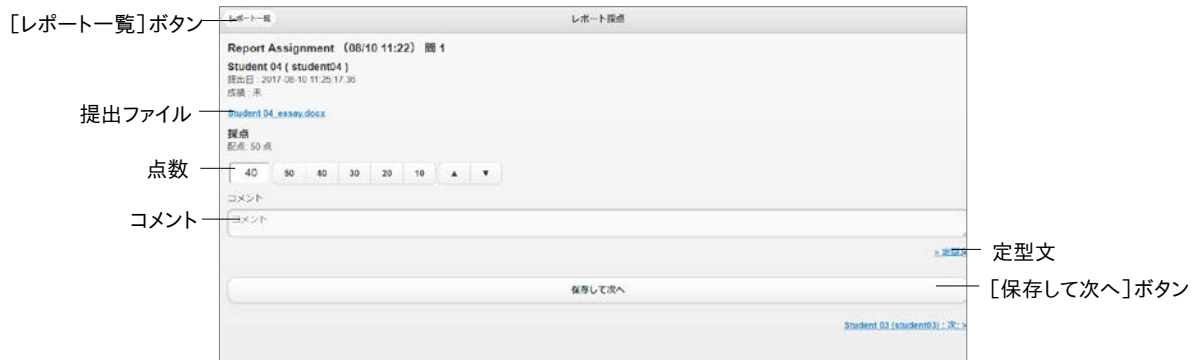 ［レポート一覧］ボタン
レポート一覧
レポート採点
Report Assignment （08/10 11:22） 問 1
Student 04 ( student04 )
提出日 : 2017-08-10 11:25:17.36
成績 : 未
提出ファイル
Student 04_essay.docx
採点
配点: 50 点
点数
40 50 40 30 20 10 ▲ ▼
コメント
コメント
コメント
» 定型文
定型文
保存して次へ
［保存して次へ］ボタン
Student 03 (student03) : 次: »